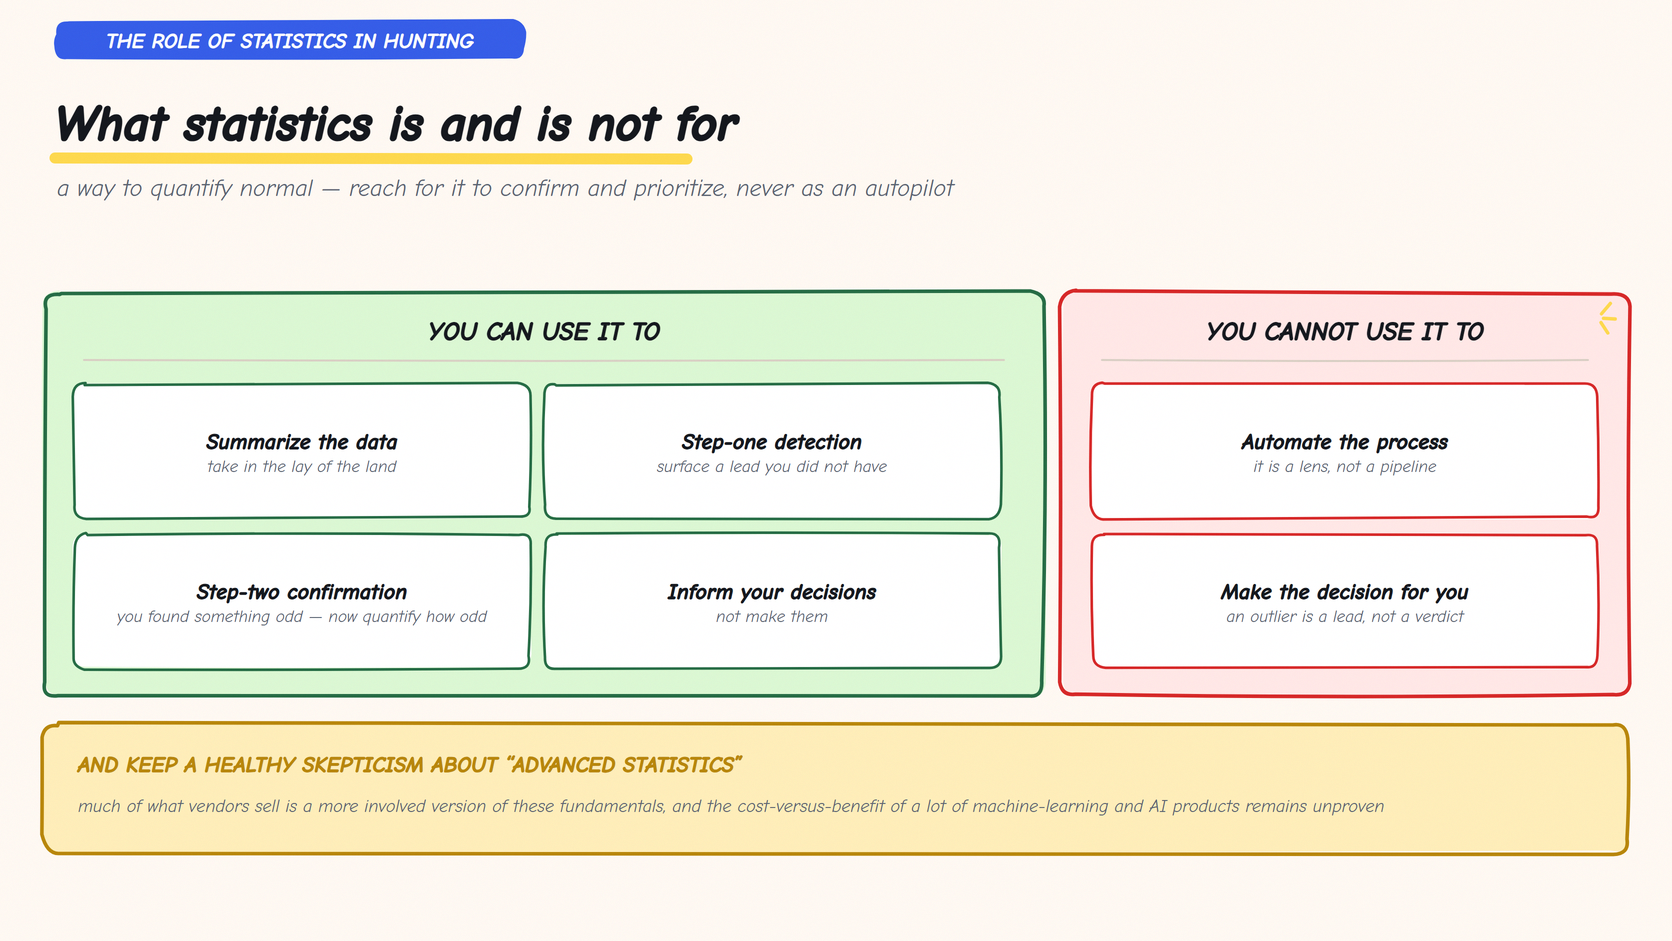 THE ROLE OF STATISTICS IN HUNTING
What statistics is and is not for
a way to quantify normal — reach for it to confirm and prioritize, never as an autopilot
YOU CAN USE IT TO
Summarize the data
take in the lay of the land
Step-one detection
surface a lead you did not have
Step-two confirmation
you found something odd — now quantify how odd
Inform your decisions
not make them
YOU CANNOT USE IT TO
Automate the process
it is a lens, not a pipeline
Make the decision for you
an outlier is a lead, not a verdict
AND KEEP A HEALTHY SKEPTICISM ABOUT “ADVANCED STATISTICS”
much of what vendors sell is a more involved version of these fundamentals, and the cost-versus-benefit of a lot of machine-learning and AI products remains unproven